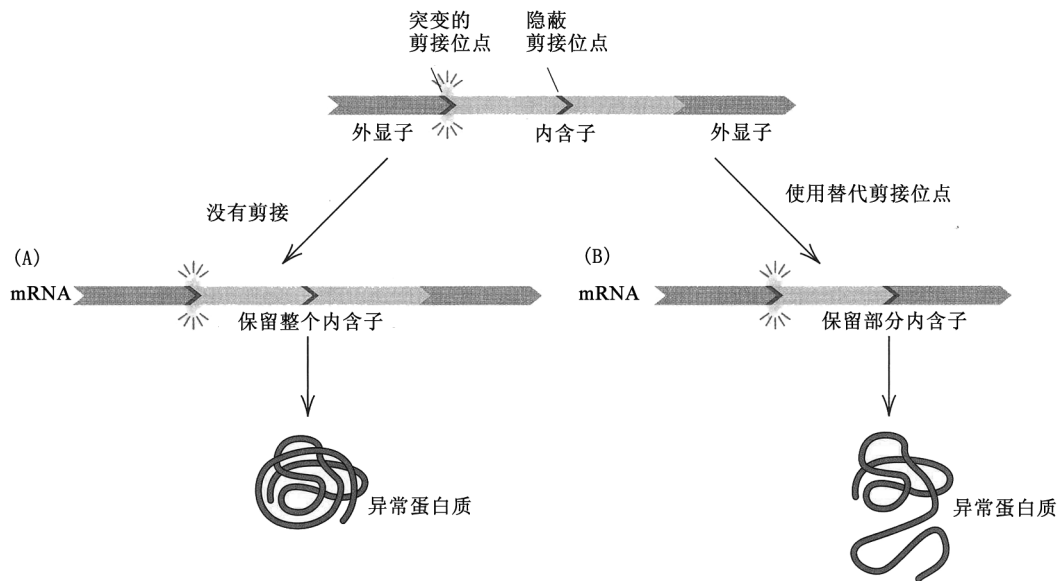 突变的
剪接位点
隐蔽
剪接位点
外显子
内含子
外显子
没有剪接
使用替代剪接位点
(A)
mRNA
保留整个内含子
异常蛋白质
(B)
mRNA
保留部分内含子
异常蛋白质